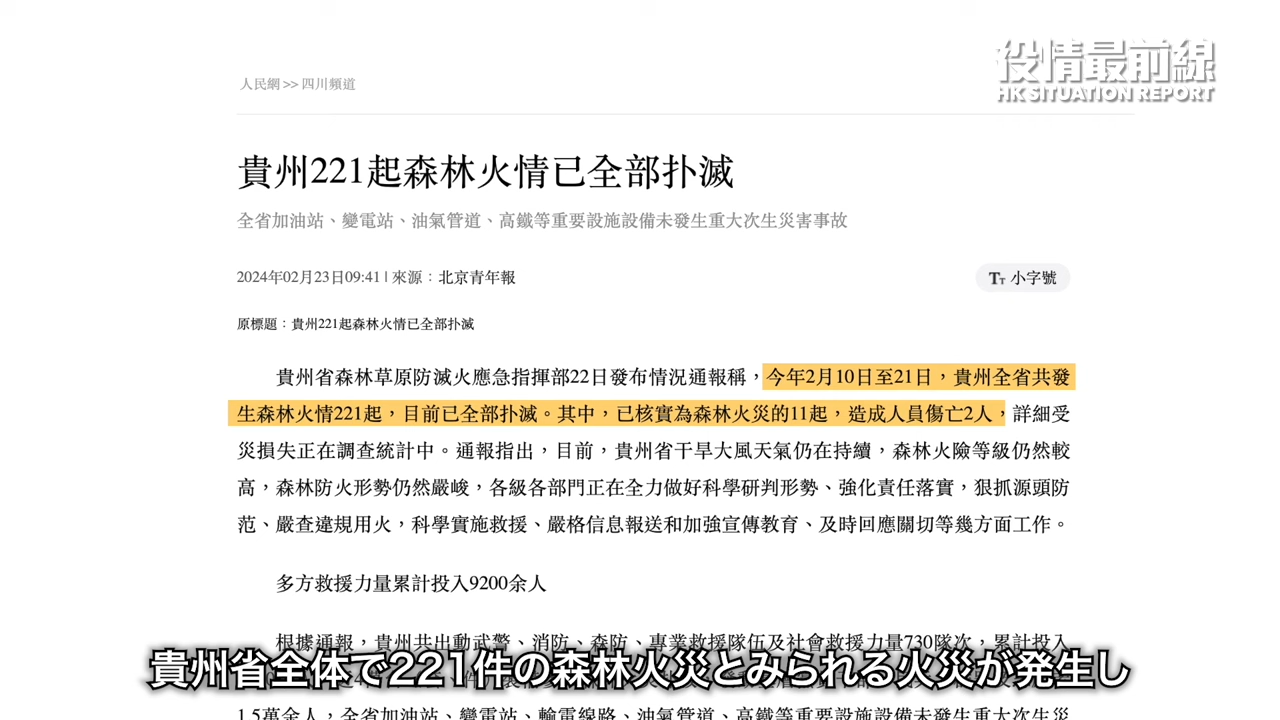 役情最前線
HK SITUATION REPORT
人民網 >> 四川頻道
貴州221起森林火情已全部扑滅
全省加油站、變電站、油氣管道、高鐵等重要設施設備未發生重大次生災害事故
2024年02月23日09:41 | 來源：北京青年報
TT 小字號
原標題：貴州221起森林火情已全部扑滅
貴州省森林草原防滅火應急指揮部22日發布情況通報稱，今年2月10日至21日，貴州全省共發
生森林火情221起，目前已全部扑滅。其中，已核實為森林火災的11起，造成人員傷亡2人，詳細受
災損失正在調查統計中。通報指出，目前，貴州省干旱大風天氣仍在持續，森林火險等級仍然較
高，森林防火形勢仍然嚴峻，各級各部門正在全力做好科學研判形勢、強化責任落實，狠抓源頭防
范、嚴查違規用火，科學實施救援、嚴格信息報送和加強宣傳教育、及時回應關切等幾方面工作。
多方救援力量累計投入9200余人
根據通報，貴州共出動武警、消防、森防、專業救援隊伍及社會救援力量730隊次，累計投入
貴州省全体で221件の森林火災とみられる火災が発生し
1.5萬余人，全省加油站、變電站、輸電線路、油氣管道、高鐵等重要設施設備未發生重大次生災